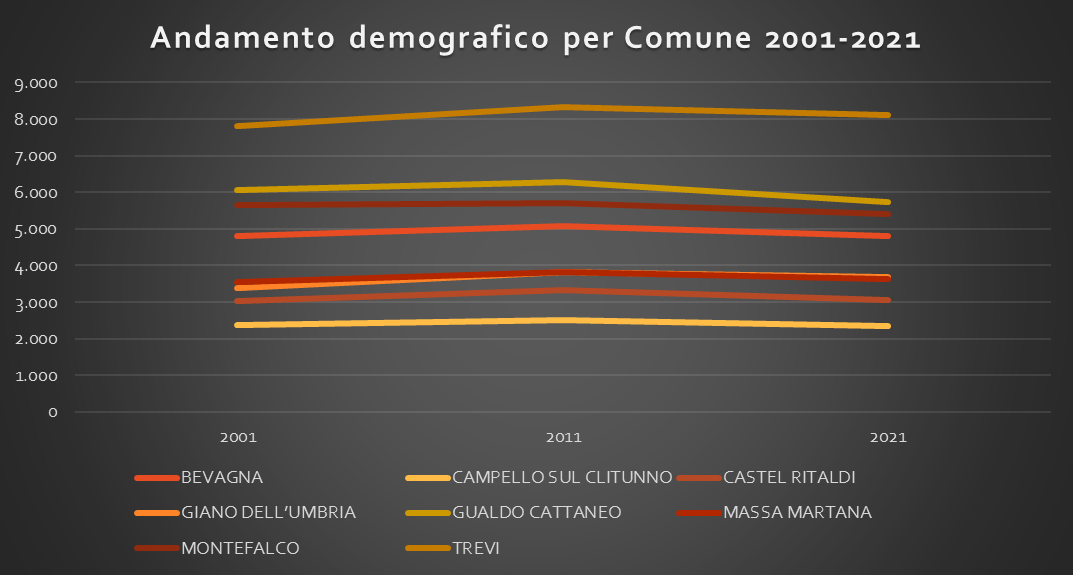 Andamento demografico per Comune 2001-2021
9.000
8.000
7.000
6.000
5.000
4.000
3.000
2.000
1.000
0
2001 2011 2021
BEVAGNA CAMPELLO SUL CLITUNNO CASTEL RITALDI
GIANO DELL'UMBRIA GUALDO CATTANEO MASSA MARTANA
MONTEFALCO TREVI